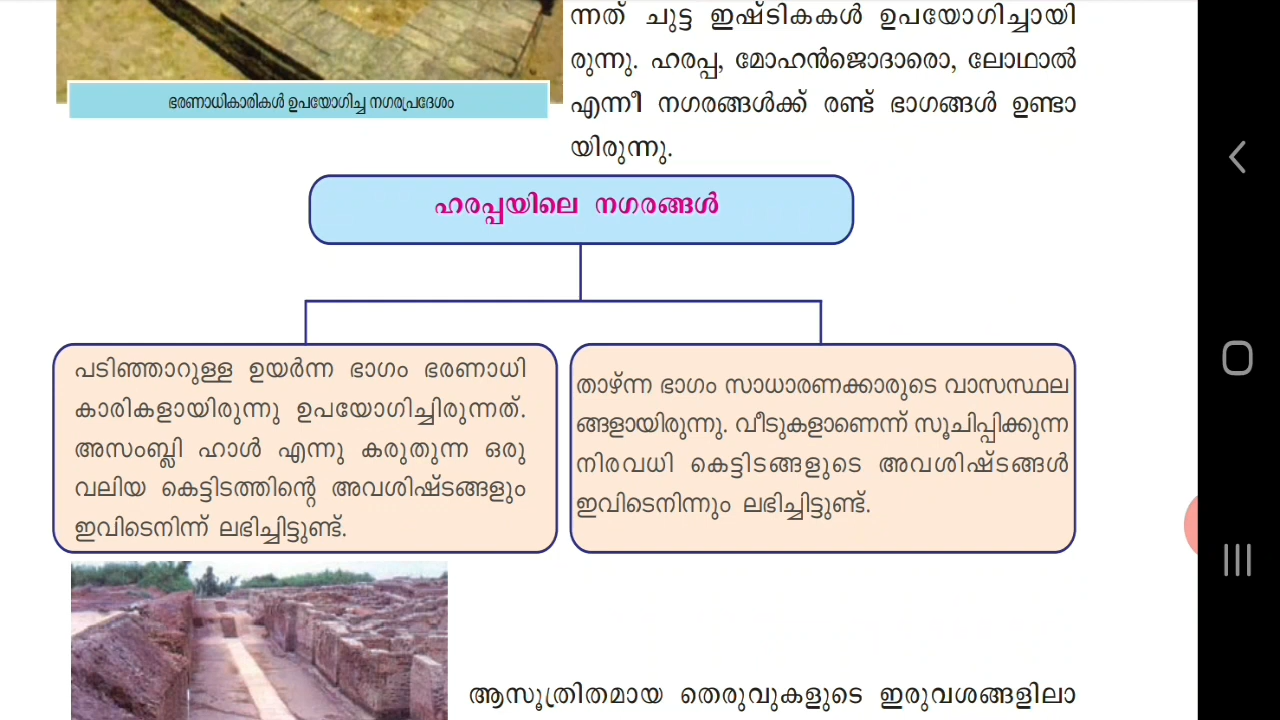 ന്നത് ചുട്ട ഇഷ്ടികകൾ ഉപയോഗിച്ചായി
രുന്നു. ഹരപ്പ, മോഹൻജൊദാരൊ, ലോഥാൽ
എന്നീ നഗരങ്ങൾക്ക് രണ്ട് ഭാഗങ്ങൾ ഉണ്ടാ
യിരുന്നു.
ഭരണാധികാരികൾ ഉപയോഗിച്ച നഗരപ്രദേശം
ഹരപ്പയിലെ നഗരങ്ങൾ
പടിഞ്ഞാറുള്ള ഉയർന്ന ഭാഗം ഭരണാധി
കാരികളായിരുന്നു ഉപയോഗിച്ചിരുന്നത്.
അസംബ്ലി ഹാൾ എന്നു കരുതുന്ന ഒരു
വലിയ കെട്ടിടത്തിന്റെ അവശിഷ്ടങ്ങളും
ഇവിടെനിന്ന് ലഭിച്ചിട്ടുണ്ട്.
താഴ്ന്ന ഭാഗം സാധാരണക്കാരുടെ വാസസ്ഥല
ങ്ങളായിരുന്നു. വീടുകളാണെന്ന് സൂചിപ്പിക്കുന്ന
നിരവധി കെട്ടിടങ്ങളുടെ അവശിഷ്ടങ്ങൾ
ഇവിടെനിന്നും ലഭിച്ചിട്ടുണ്ട്.
ആസൂത്രിതമായ തെരുവുകളുടെ ഇരുവശങ്ങളിലാ